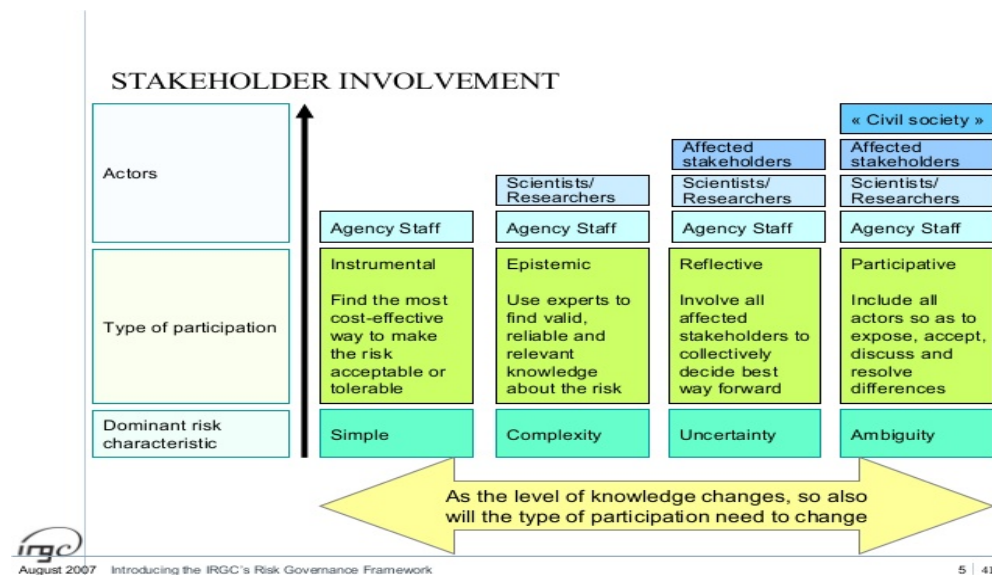 STAKEHOLDER INVOLVEMENT
Actors
« Civil society »
Affected
stakeholders
Affected
stakeholders
Scientists/
Researchers
Scientists/
Researchers
Scientists/
Researchers
Agency Staff
Agency Staff
Agency Staff
Agency Staff
Type of participation
Instrumental
Find the most
cost-effective
way to make
the risk
acceptable or
tolerable
Epistemic
Use experts to
find valid,
reliable and
relevant
knowledge
about the risk
Reflective
Involve all
affected
stakeholders to
collectively
decide best
way forward
Participative
Include all
actors so as to
expose, accept,
discuss and
resolve
differences
Dominant risk
characteristic
Simple
Complexity
Uncertainty
Ambiguity
As the level of knowledge changes, so also
will the type of participation need to change
irgc
August 2007 Introducing the IRGC's Risk Governance Framework 5 41